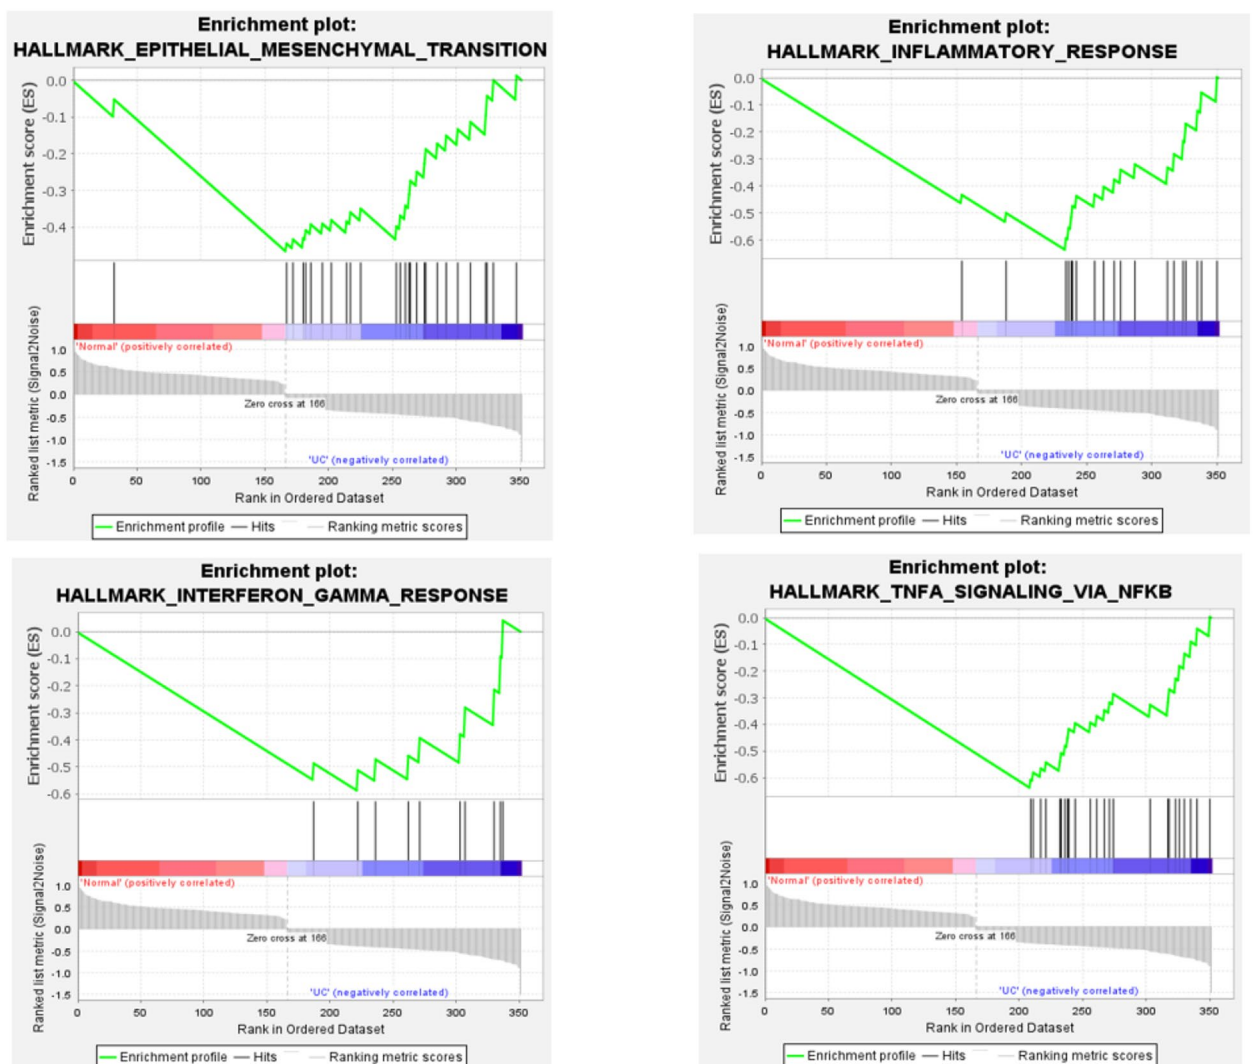 Enrichment plot:
HALLMARK_EPITHELIAL_MESENCHYMAL_TRANSITION
Enrichment score (ES)
0.0
-0.1
-0.2
-0.3
-0.4
Ranked list metric (Signal2Noise)
1.0
0.5
0.0
-0.5
-1.0
-1.5
'Normal' (positively correlated)
Zero cross at 166
'UC' (negatively correlated)
0 50 100 150 200 250 300 350
Rank in Ordered Dataset
Enrichment profile Hits Ranking metric scores
Enrichment plot:
HALLMARK_INFLAMMATORY_RESPONSE
Enrichment score (ES)
0.0
-0.1
-0.2
-0.3
-0.4
-0.5
-0.6
Ranked list metric (Signal2Noise)
1.0
0.5
0.0
-0.5
-1.0
-1.5
'Normal' (positively correlated)
Zero cross at 166
'UC' (negatively correlated)
0 50 100 150 200 250 300 350
Rank in Ordered Dataset
Enrichment profile Hits Ranking metric scores
Enrichment plot:
HALLMARK_INTERFERON_GAMMA_RESPONSE
Enrichment score (ES)
0.0
-0.1
-0.2
-0.3
-0.4
-0.5
-0.6
Ranked list metric (Signal2Noise)
1.0
0.5
0.0
-0.5
-1.0
-1.5
'Normal' (positively correlated)
Zero cross at 166
'UC' (negatively correlated)
0 50 100 150 200 250 300 350
Rank in Ordered Dataset
Enrichment profile Hits Ranking metric scores
Enrichment plot:
HALLMARK_TNFA_SIGNALING_VIA_NFKB
Enrichment score (ES)
0.0
-0.1
-0.2
-0.3
-0.4
-0.5
-0.6
Ranked list metric (Signal2Noise)
1.0
0.5
0.0
-0.5
-1.0
-1.5
'Normal' (positively correlated)
Zero cross at 166
'UC' (negatively correlated)
0 50 100 150 200 250 300 350
Rank in Ordered Dataset
Enrichment profile Hits Ranking metric scores